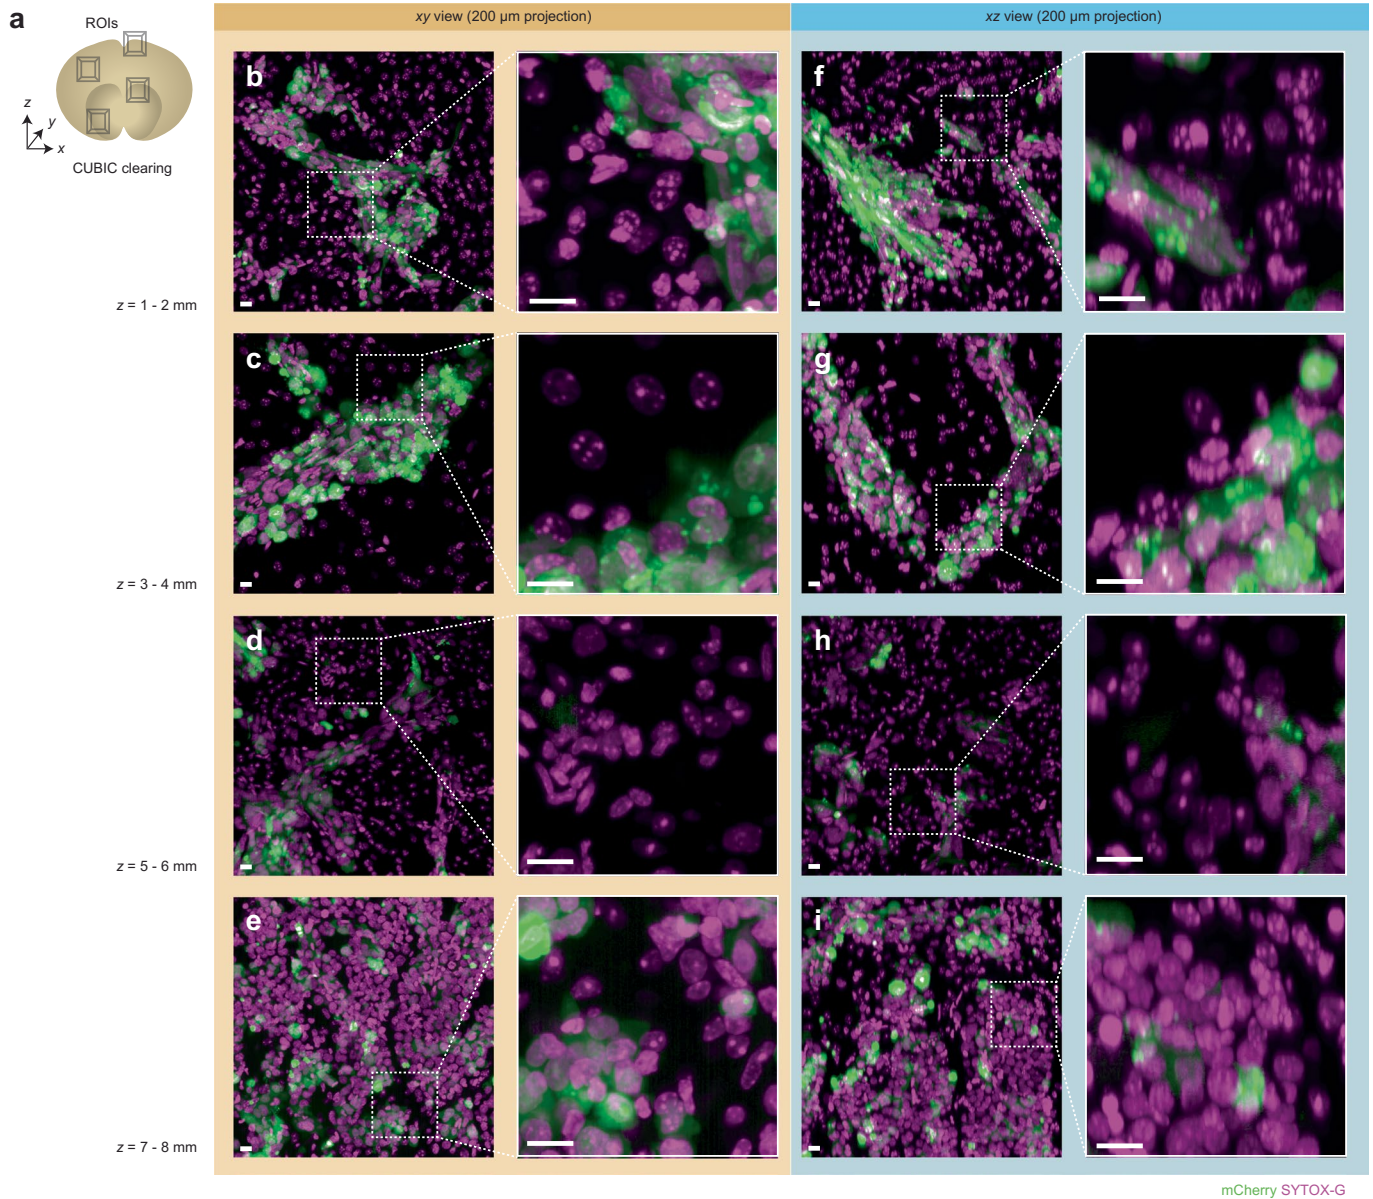 a
ROIs
z
y
x
CUBIC clearing
xy view (200 µm projection)
xz view (200 µm projection)
b
f
z = 1 - 2 mm
c
g
z = 3 - 4 mm
d
h
z = 5 - 6 mm
e
i
z = 7 - 8 mm
mCherry SYTOX-G